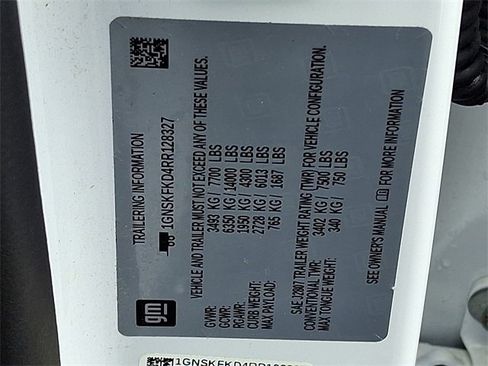 gm
TRAILERING INFORMATION
1GNSKFKD4RR128327
VEHICLE AND TRAILER MUST NOT EXCEED ANY OF THESE VALUES.
GVWR: 3493 KG / 7700 LBS
GCWR: 6350 KG / 14000 LBS
RGAWR: 1950 KG / 4300 LBS
CURB WEIGHT: 2728 KG / 6013 LBS
MAX PAYLOAD: 765 KG / 1687 LBS
SAE J2807 TRAILER WEIGHT RATING (TWR) FOR VEHICLE CONFIGURATION.
CONVENTIONAL TWR: 3402 KG / 7500 LBS
MAX TONGUE WEIGHT: 340 KG / 750 LBS
SEE OWNER'S MANUAL FOR MORE INFORMATION